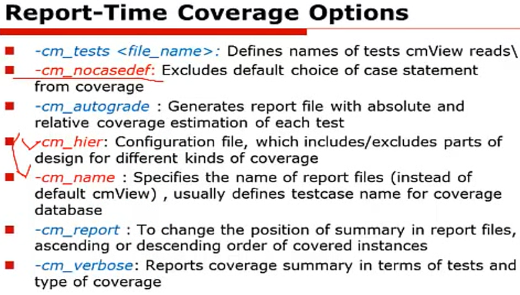 Report-Time Coverage Options
-cm_tests <file_name>: Defines names of tests cmView reads\
-cm_nocasedef: Excludes default choice of case statement
from coverage
-cm_autograde : Generates report file with absolute and
relative coverage estimation of each test
-cm_hier: Configuration file, which includes/excludes parts of
design for different kinds of coverage
-cm_name : Specifies the name of report files (instead of
default cmView) , usually defines testcase name for coverage
database
-cm_report : To change the position of summary in report files,
ascending or descending order of covered instances
-cm_verbose: Reports coverage summary in terms of tests and
type of coverage